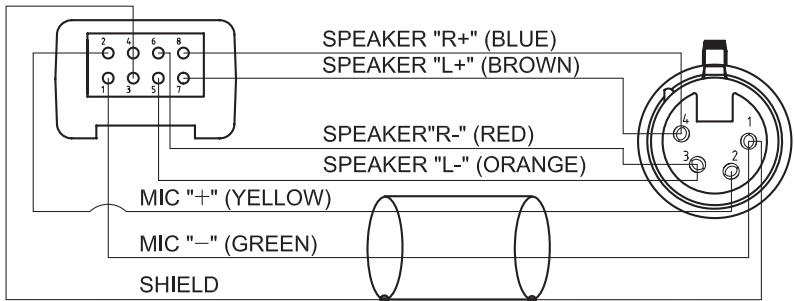 2 4 6 8
1 3 5 7
SPEAKER "R+" (BLUE)
SPEAKER "L+" (BROWN)
SPEAKER"R-" (RED)
SPEAKER "L-" (ORANGE)
MIC "+" (YELLOW)
MIC "−" (GREEN)
SHIELD
4 1
3 2